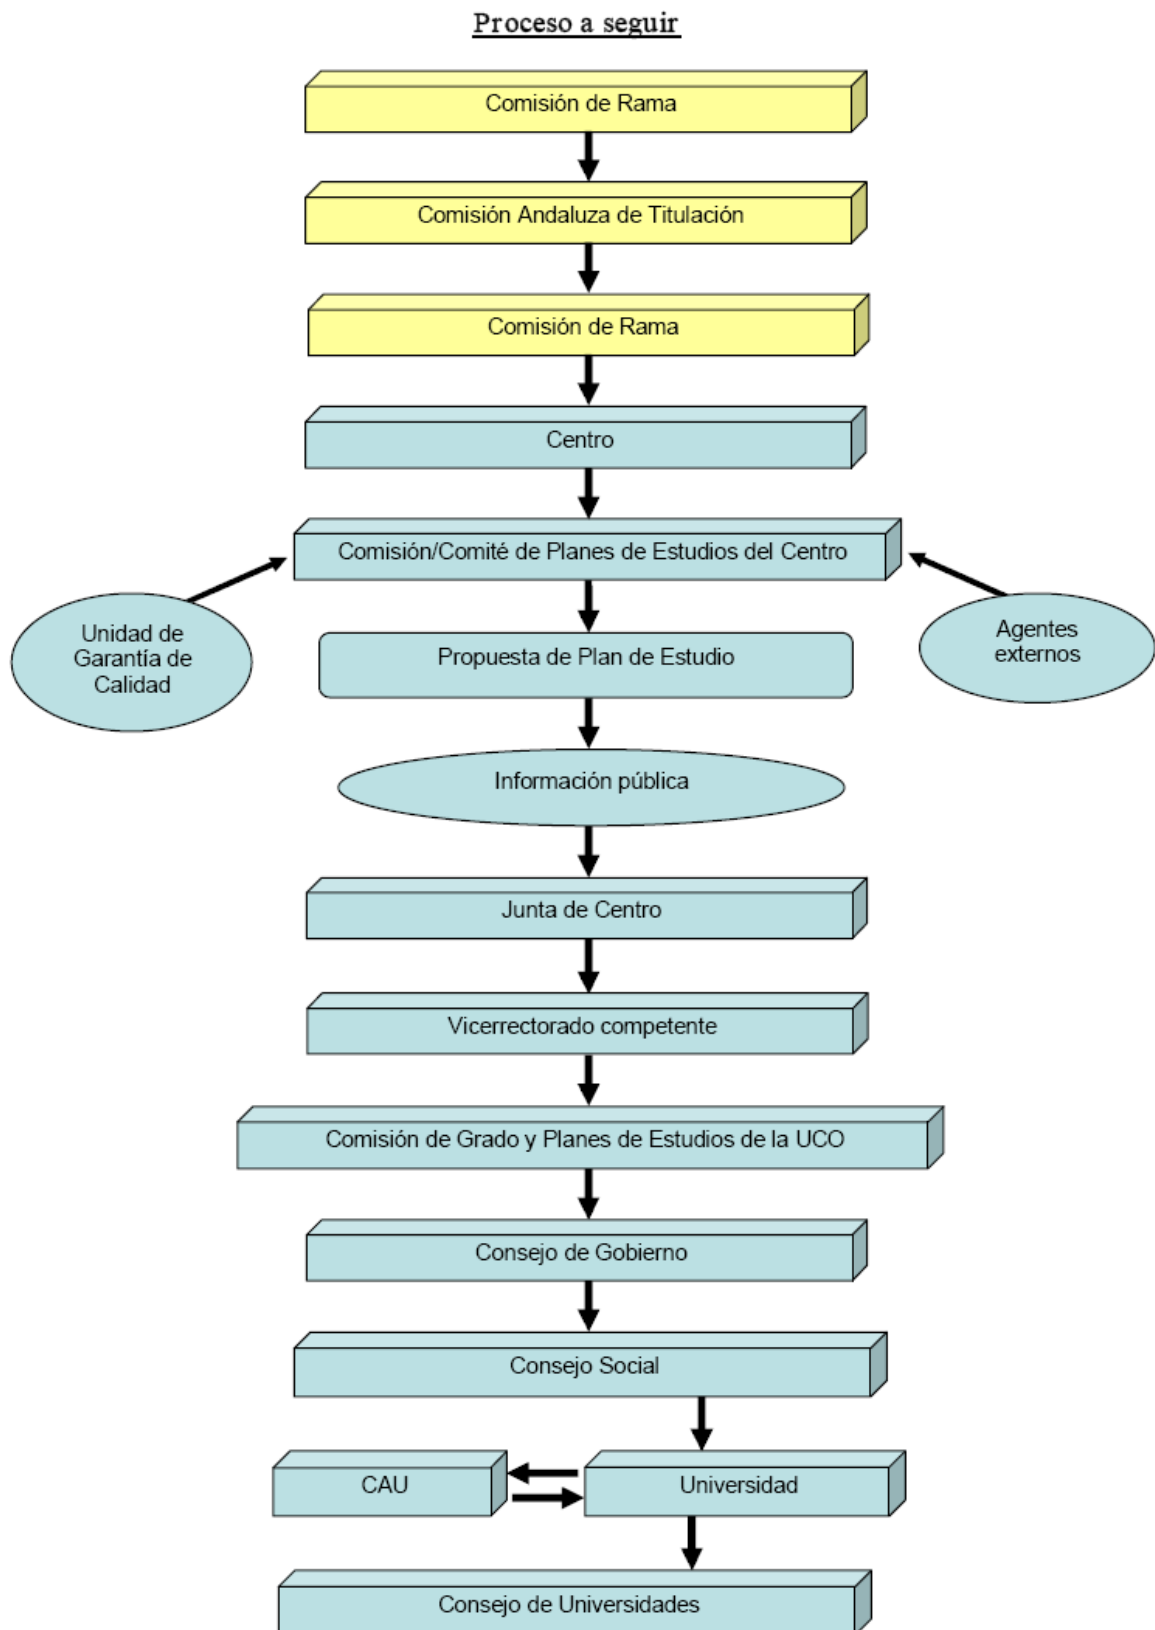 Proceso a seguir
Comisión de Rama
Comisión Andaluza de Titulación
Comisión de Rama
Centro
Comisión/Comité de Planes de Estudios del Centro
Unidad de
Garantía de
Calidad
Agentes
externos
Propuesta de Plan de Estudio
Información pública
Junta de Centro
Vicerrectorado competente
Comisión de Grado y Planes de Estudios de la UCO
Consejo de Gobierno
Consejo Social
CAU
Universidad
Consejo de Universidades